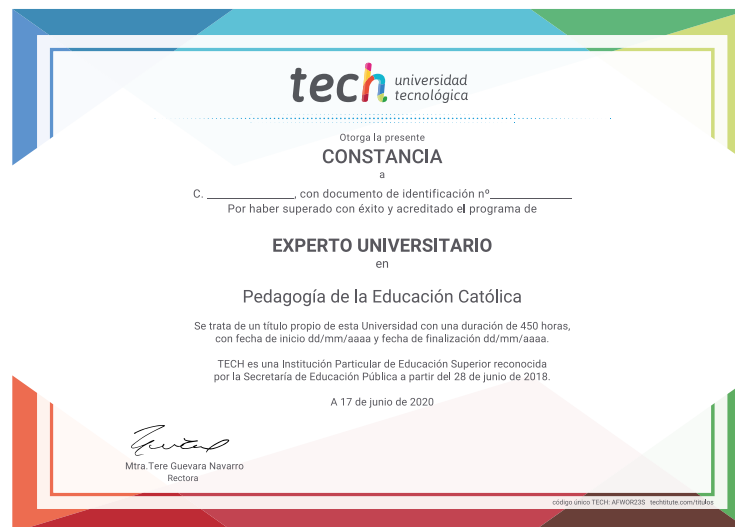 tech universidad
tecnológica
Otorga la presente
CONSTANCIA
a
C. ________________, con documento de identificación nº_______________
Por haber superado con éxito y acreditado el programa de
EXPERTO UNIVERSITARIO
en
Pedagogía de la Educación Católica
Se trata de un título propio de esta Universidad con una duración de 450 horas,
con fecha de inicio dd/mm/aaaa y fecha de finalización dd/mm/aaaa.
TECH es una Institución Particular de Educación Superior reconocida
por la Secretaría de Educación Pública a partir del 28 de junio de 2018.
A 17 de junio de 2020
Mtra.Tere Guevara Navarro
Rectora
código único TECH: AFWOR23S techtitute.com/titulos